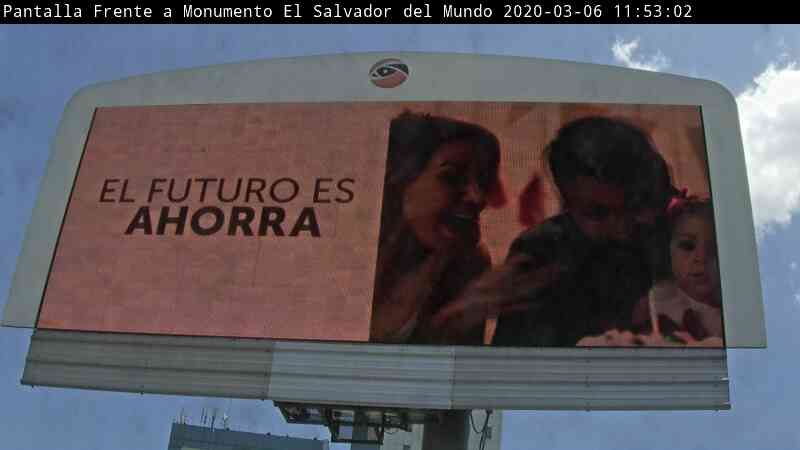 Pantalla Frente a Monumento El Salvador del Mundo 2020-03-06 11:53:02
EL FUTURO ES
AHORRA